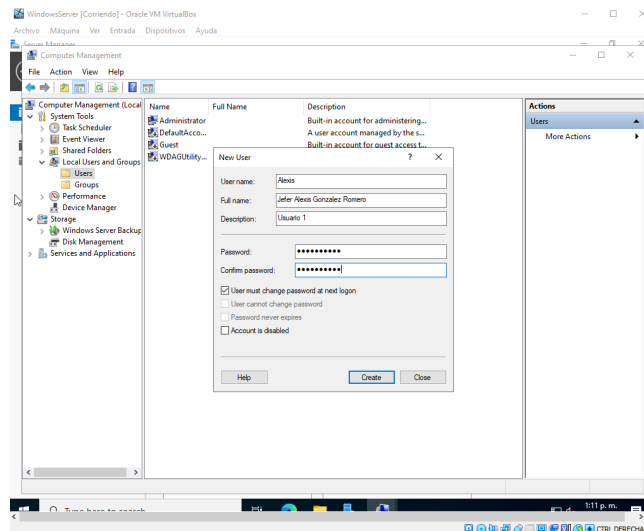 WindowsServer [Corriendo] - Oracle VM VirtualBox
Archivo Máquina Ver Entrada Dispositivos Ayuda
Server Manager
Computer Management
File Action View Help
Computer Management (Local
System Tools
Task Scheduler
Event Viewer
Shared Folders
Local Users and Groups
Users
Groups
Performance
Device Manager
Storage
Windows Server Backup
Disk Management
Services and Applications
Name Full Name Description
Administrator Built-in account for administering...
DefaultAcco... A user account managed by the s...
Guest Built-in account for guest access t...
WDAGUtility...
New User
User name: Alexis
Full name: Jefer Alexis Gonzalez Romero
Description: Usuario 1
Password: ••••••••••
Confirm password: ••••••••••
User must change password at next logon
User cannot change password
Password never expires
Account is disabled
Help Create Close
Actions
Users
More Actions
Type here to search
1:11 p. m.
CTRL DERECHA